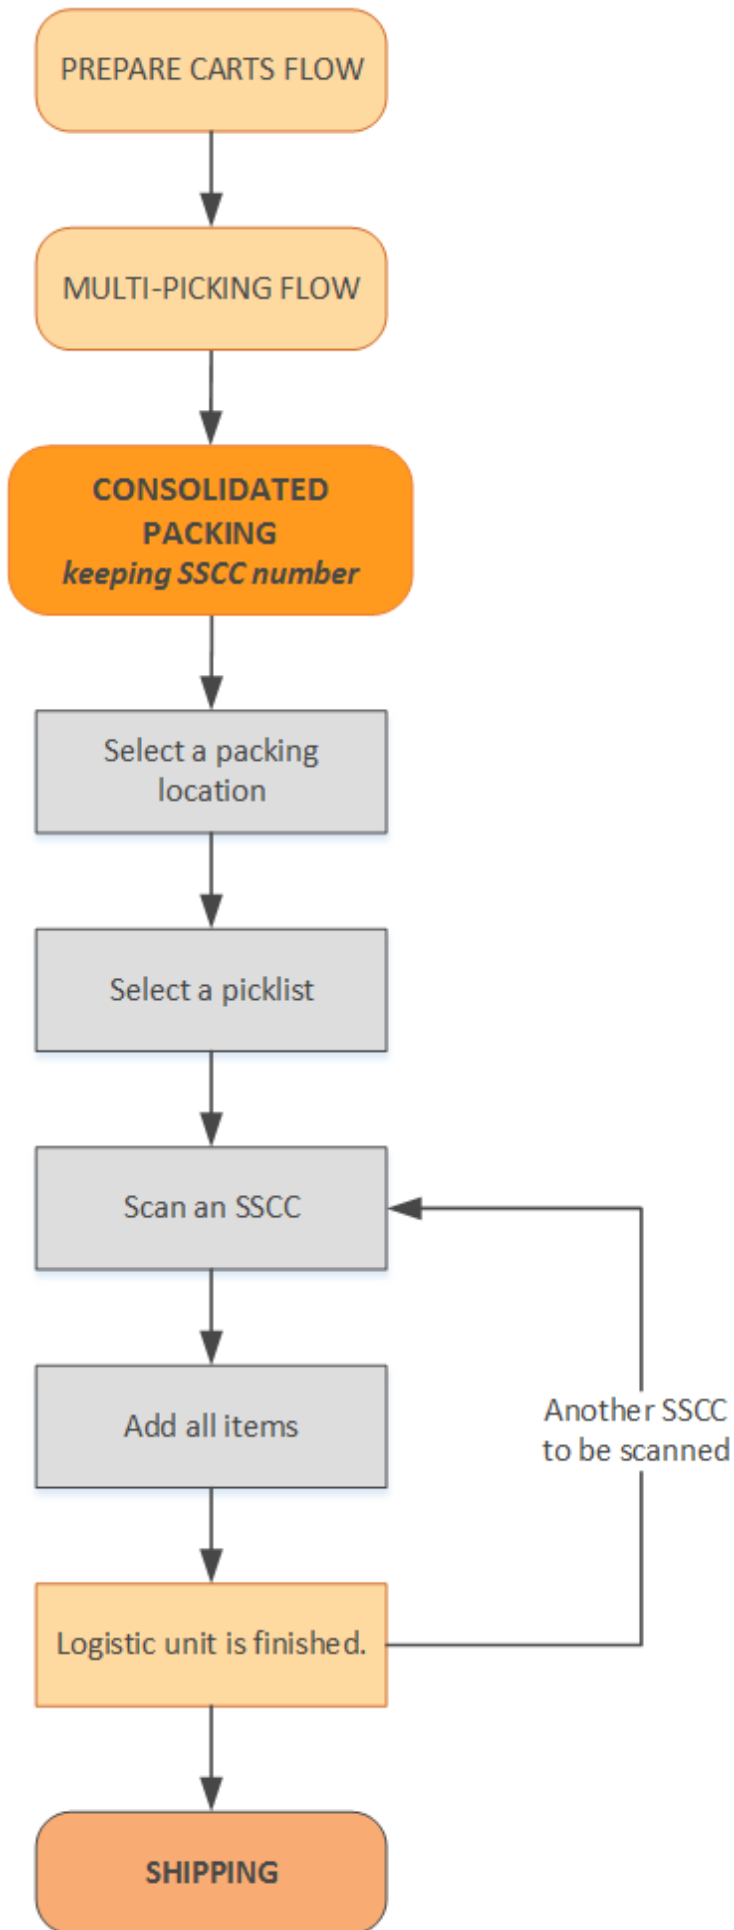 PREPARE CARTS FLOW
MULTI-PICKING FLOW
CONSOLIDATED
PACKING
keeping SSCC number
Select a packing
location
Select a picklist
Scan an SSCC
Add all items
Another SSCC
to be scanned
Logistic unit is finished.
SHIPPING